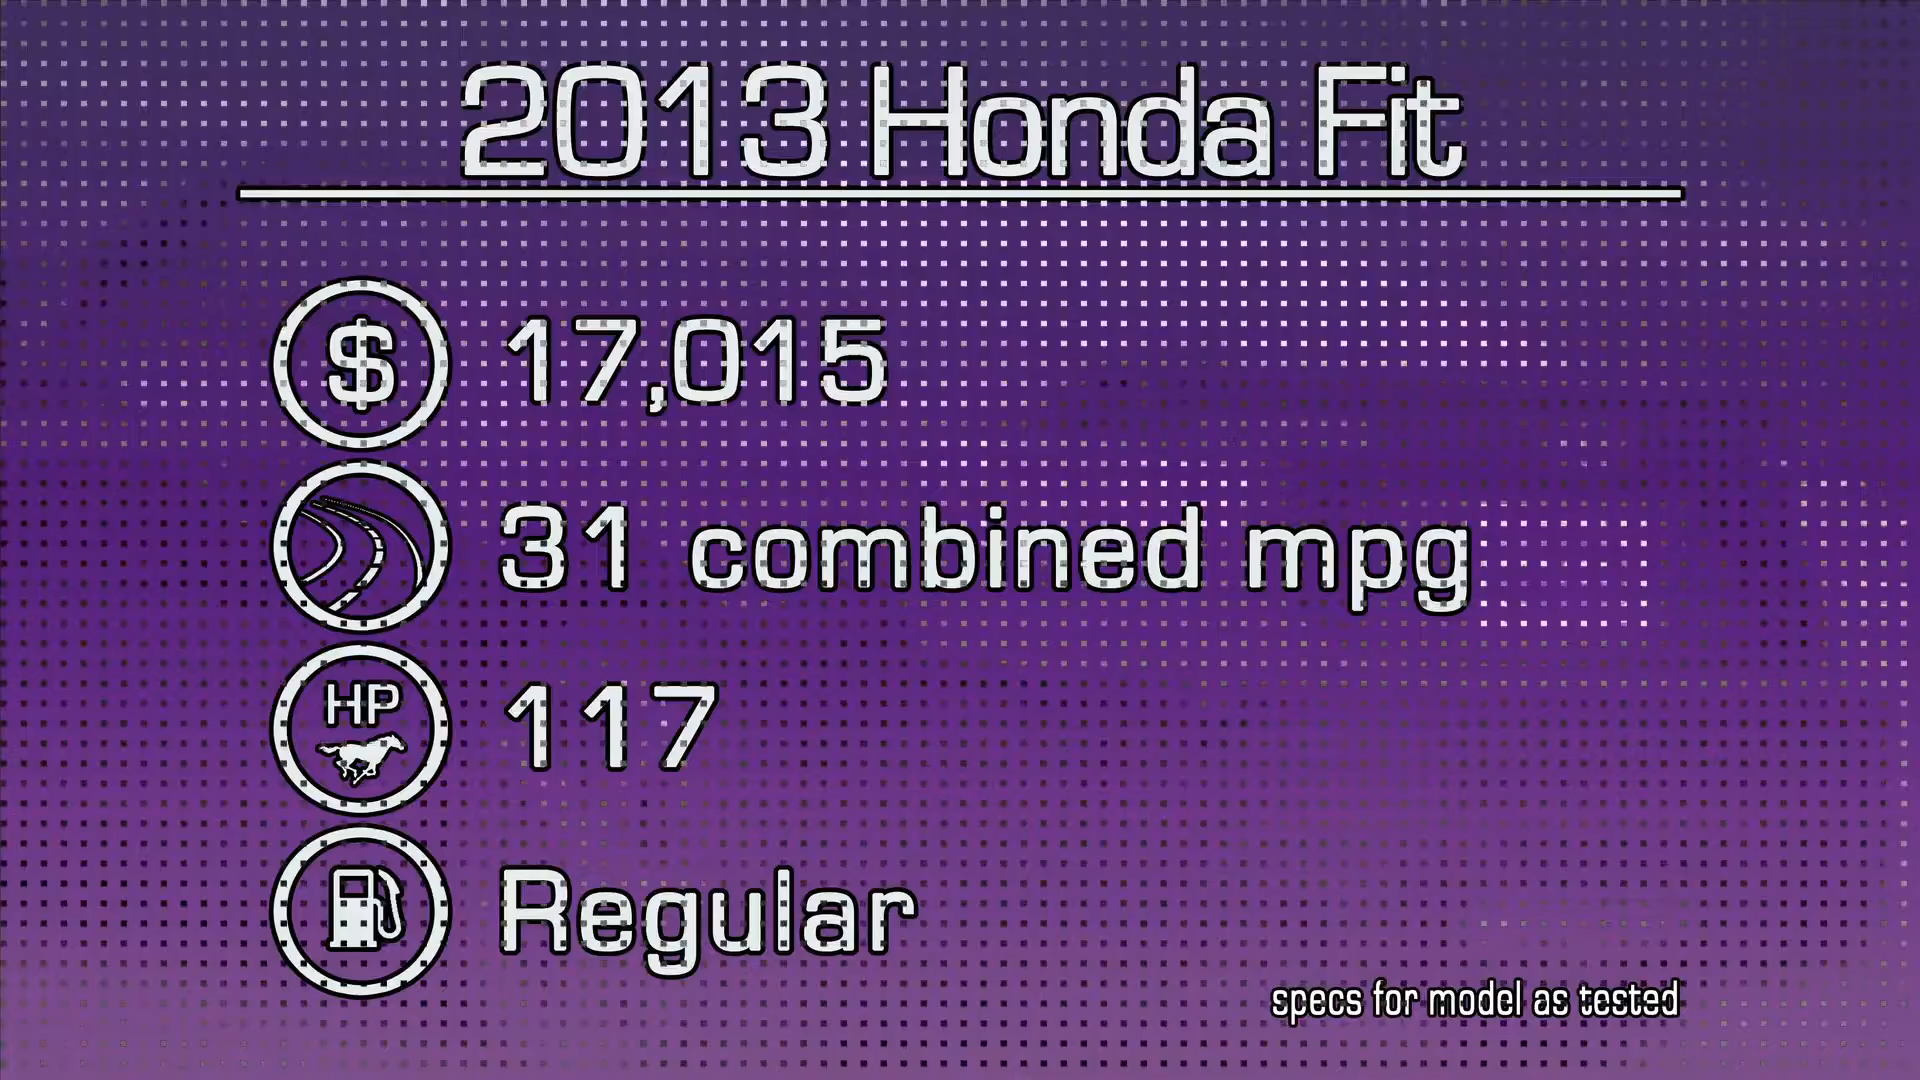 2013 Honda Fit
$ 17,015
31 combined mpg
HP 117
Regular
specs for model as tested